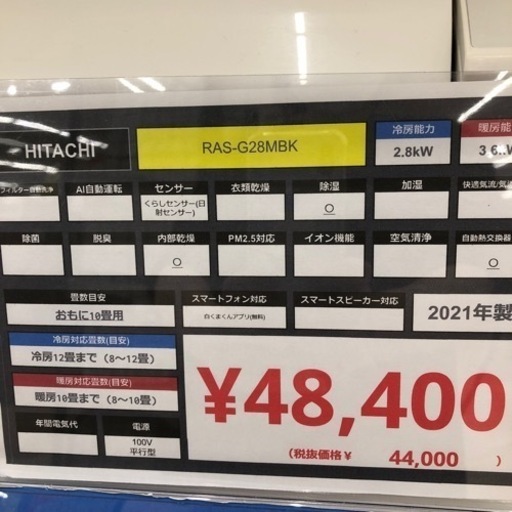 HITACHI
RAS-G28MBK
冷房能力
2.8kW
暖房能
3.6kW
フィルター自動洗浄
AI自動運転
センサー
衣類乾燥
除湿
加湿
快適気流/気流
くらしセンサー(日
射センサー)
○
除菌
脱臭
内部乾燥
PM2.5対応
イオン機能
空気清浄
自動熱交換器
○
○
畳数目安
おもに10畳用
スマートフォン対応
白くまくんアプリ(無料)
スマートスピーカー対応
2021年製
冷房対応畳数(目安)
冷房12畳まで(8~12畳)
暖房対応畳数(目安)
暖房10畳まで(8~10畳)
年間電気代
電源
100V
平行型
¥48,400
(税抜価格¥ 44,000 )